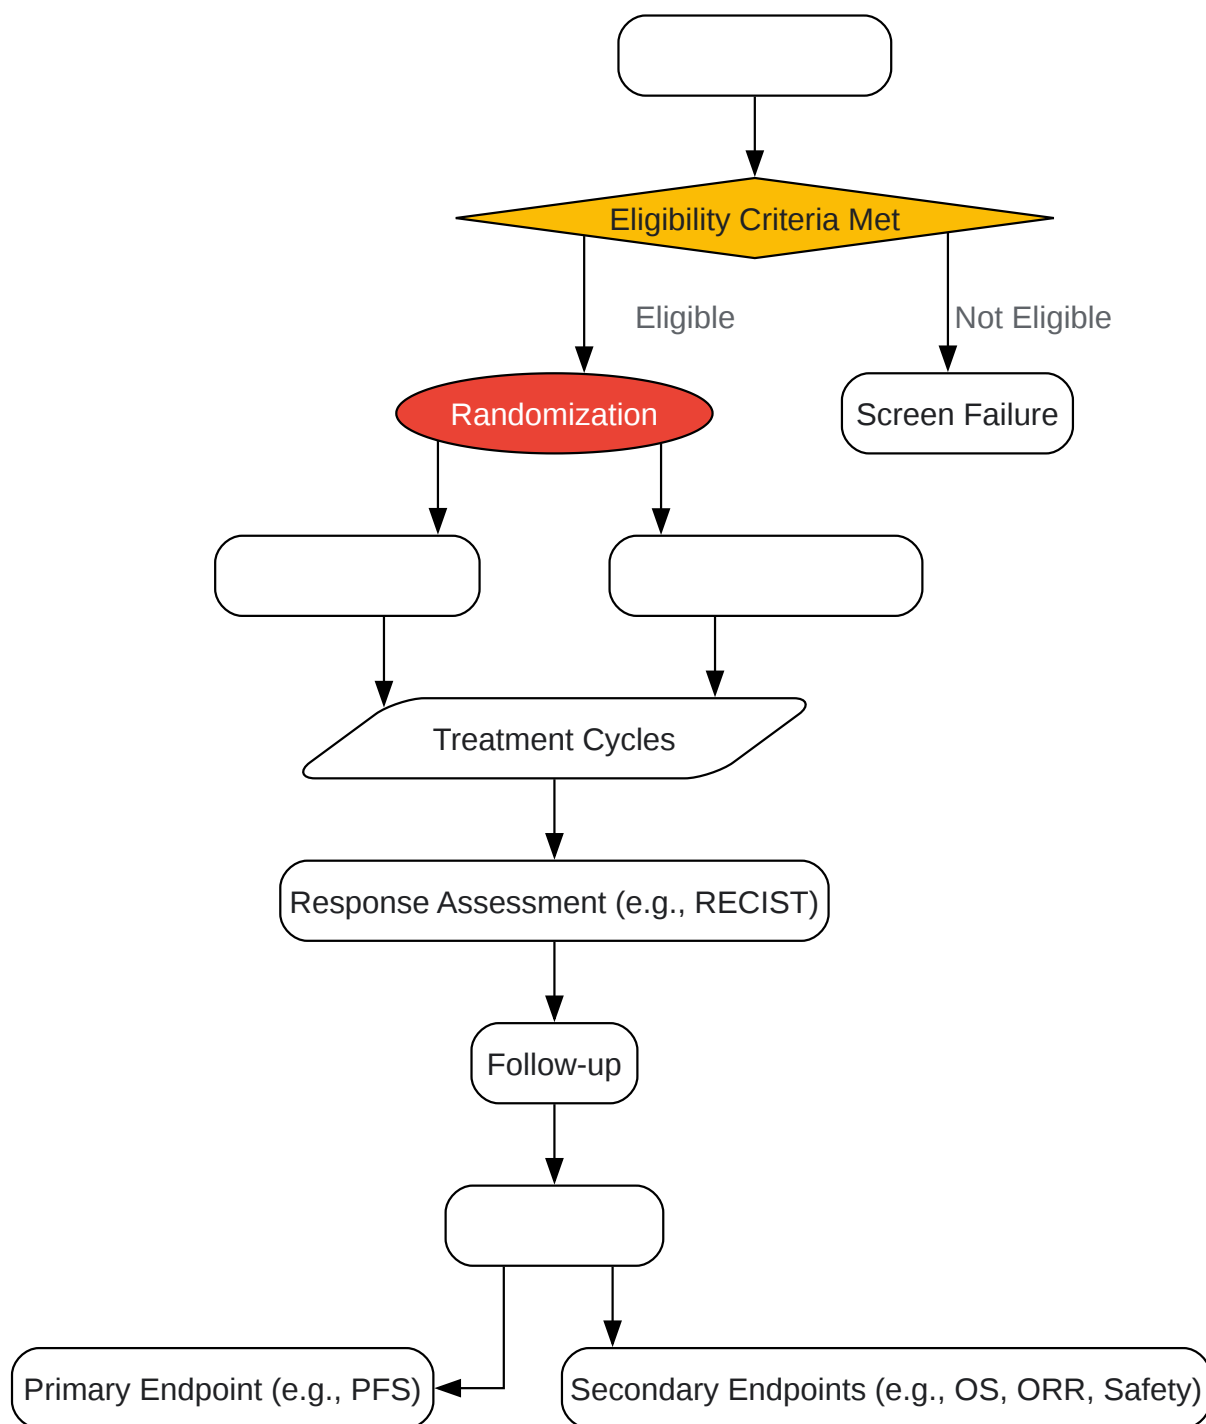 Eligibility Criteria Met
Eligible
Not Eligible
Randomization
Screen Failure
Treatment Cycles
Response Assessment (e.g., RECIST)
Follow-up
Primary Endpoint (e.g., PFS)
Secondary Endpoints (e.g., OS, ORR, Safety)